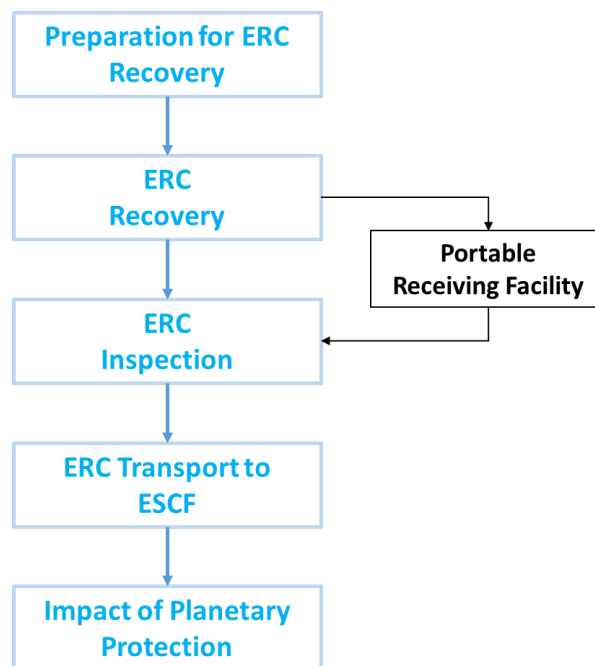 Preparation for ERC
Recovery
ERC
Recovery
Portable
Receiving Facility
ERC
Inspection
ERC Transport to
ESCF
Impact of Planetary
Protection